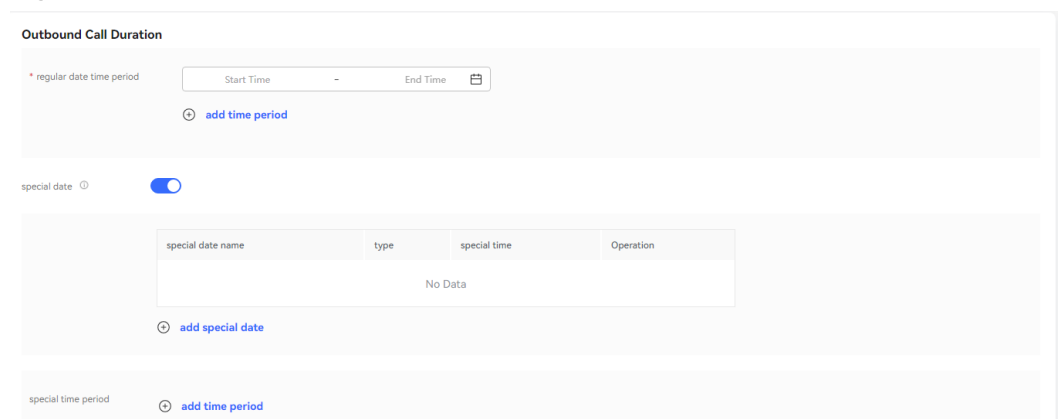 Outbound Call Duration
* regular date time period
Start Time - End Time
add time period
special date
special date name type special time Operation
No Data
add special date
special time period
add time period